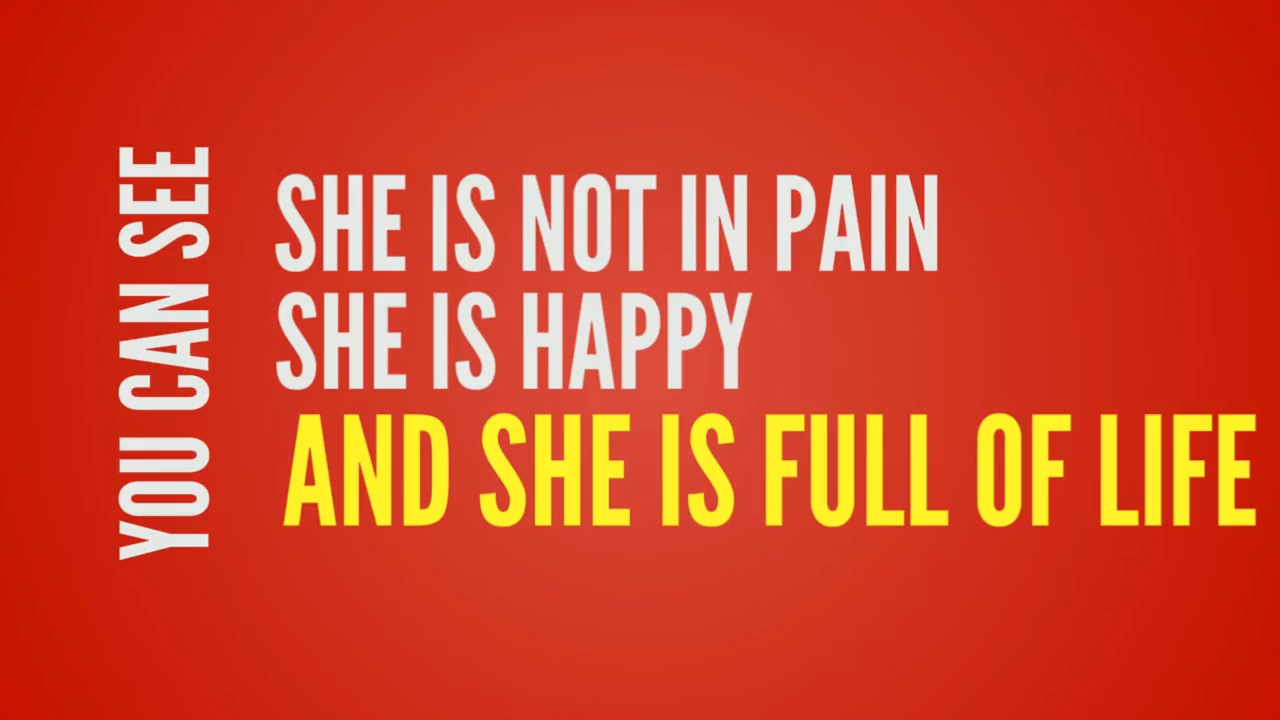 YOU CAN SEE
SHE IS NOT IN PAIN
SHE IS HAPPY
AND SHE IS FULL OF LIFE